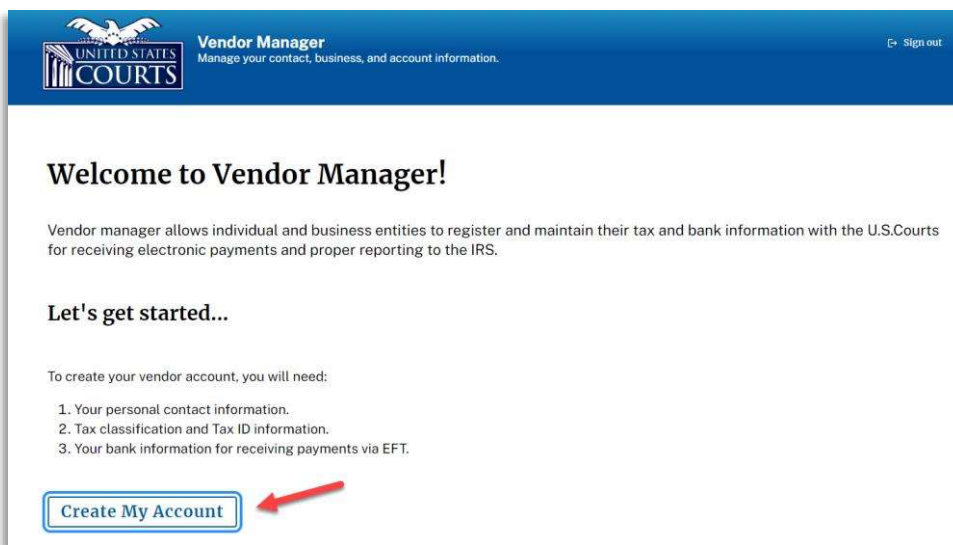 UNITED STATES
COURTS
Vendor Manager
Manage your contact, business, and account information.
Sign out
Welcome to Vendor Manager!
Vendor manager allows individual and business entities to register and maintain their tax and bank information with the U.S.Courts
for receiving electronic payments and proper reporting to the IRS.
Let's get started...
To create your vendor account, you will need:
1. Your personal contact information.
2. Tax classification and Tax ID information.
3. Your bank information for receiving payments via EFT.
Create My Account